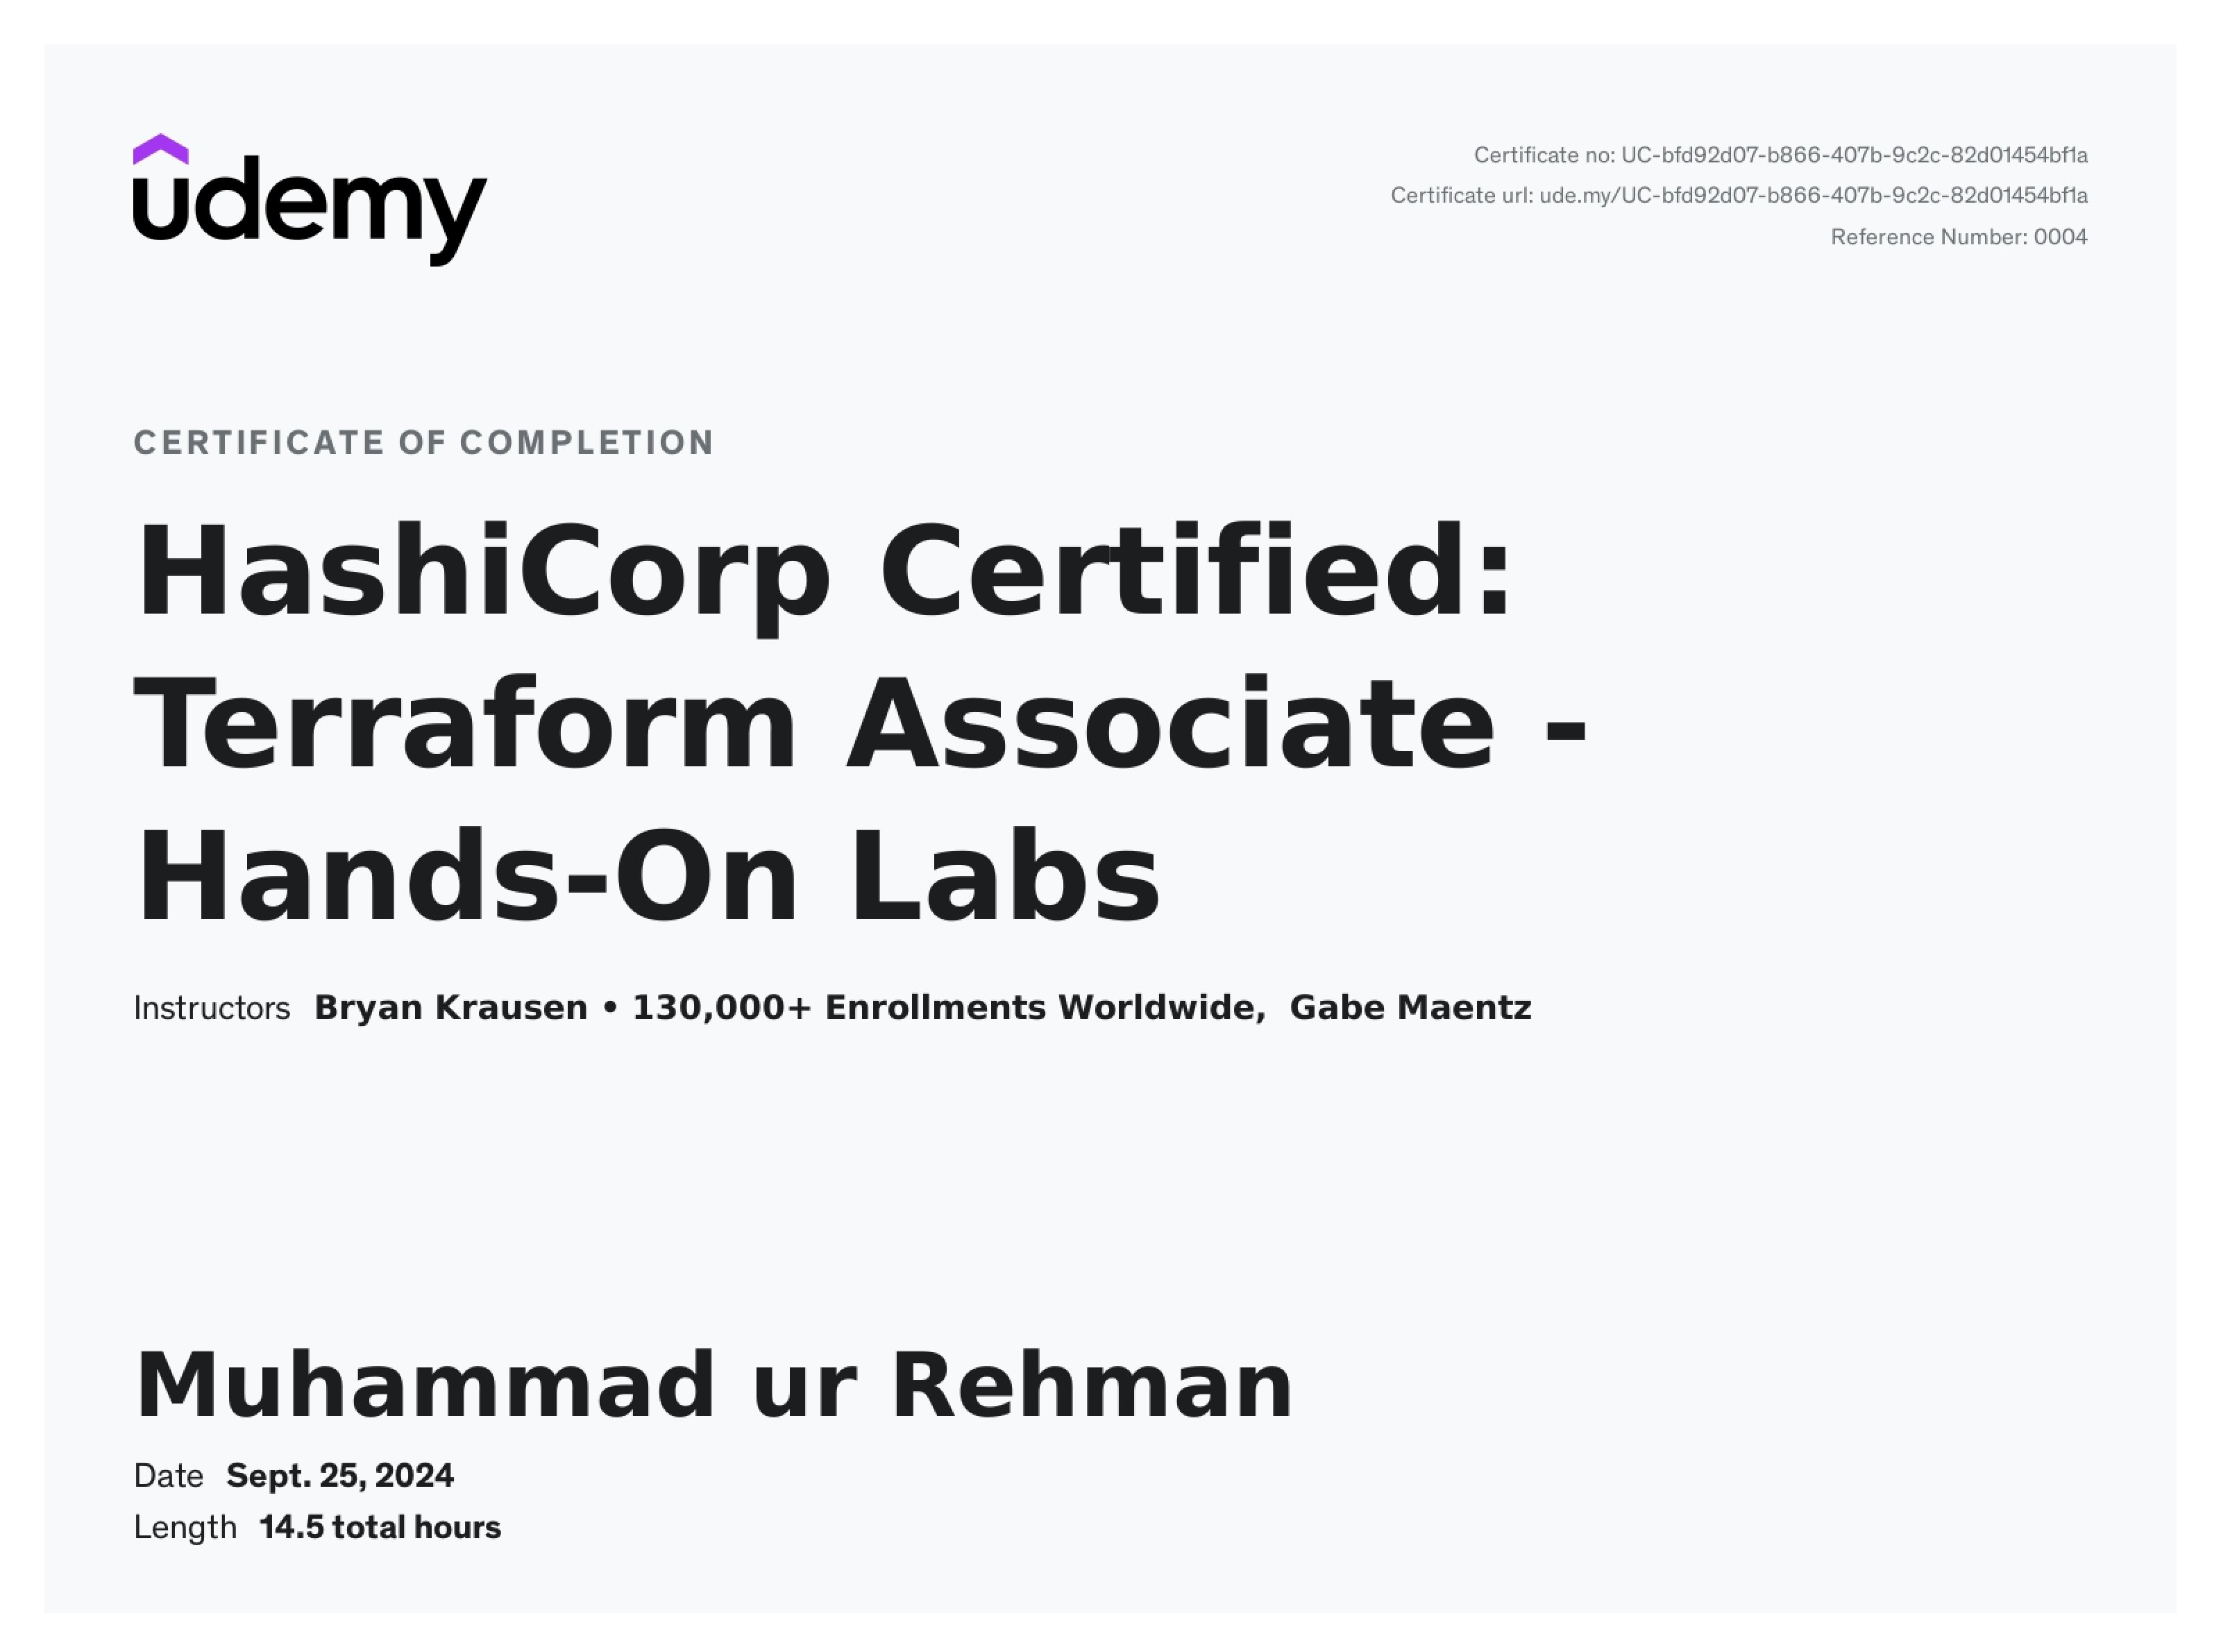 udemy
Certificate no: UC-bfd92d07-b866-407b-9c2c-82d01454bf1a
Certificate url: ude.my/UC-bfd92d07-b866-407b-9c2c-82d01454bf1a
Reference Number: 0004
CERTIFICATE OF COMPLETION
HashiCorp Certified:
Terraform Associate -
Hands-On Labs
Instructors Bryan Krausen • 130,000+ Enrollments Worldwide, Gabe Maentz
Muhammad ur Rehman
Date Sept. 25, 2024
Length 14.5 total hours